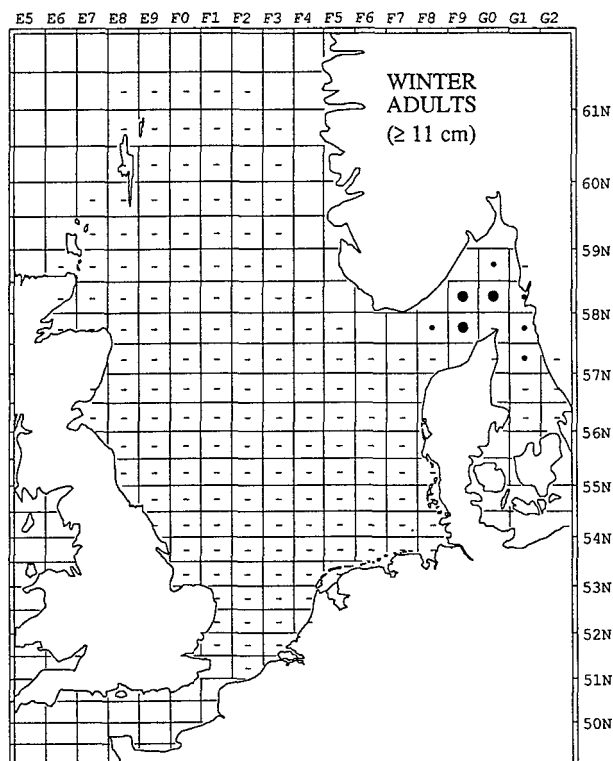 E5 E6 E7 E8 E9 F0 F1 F2 F3 F4 F5 F6 F7 F8 F9 G0 G1 G2
WINTER
ADULTS
(≥ 11 cm)
61N
60N
59N
58N
57N
56N
55N
54N
53N
52N
51N
50N